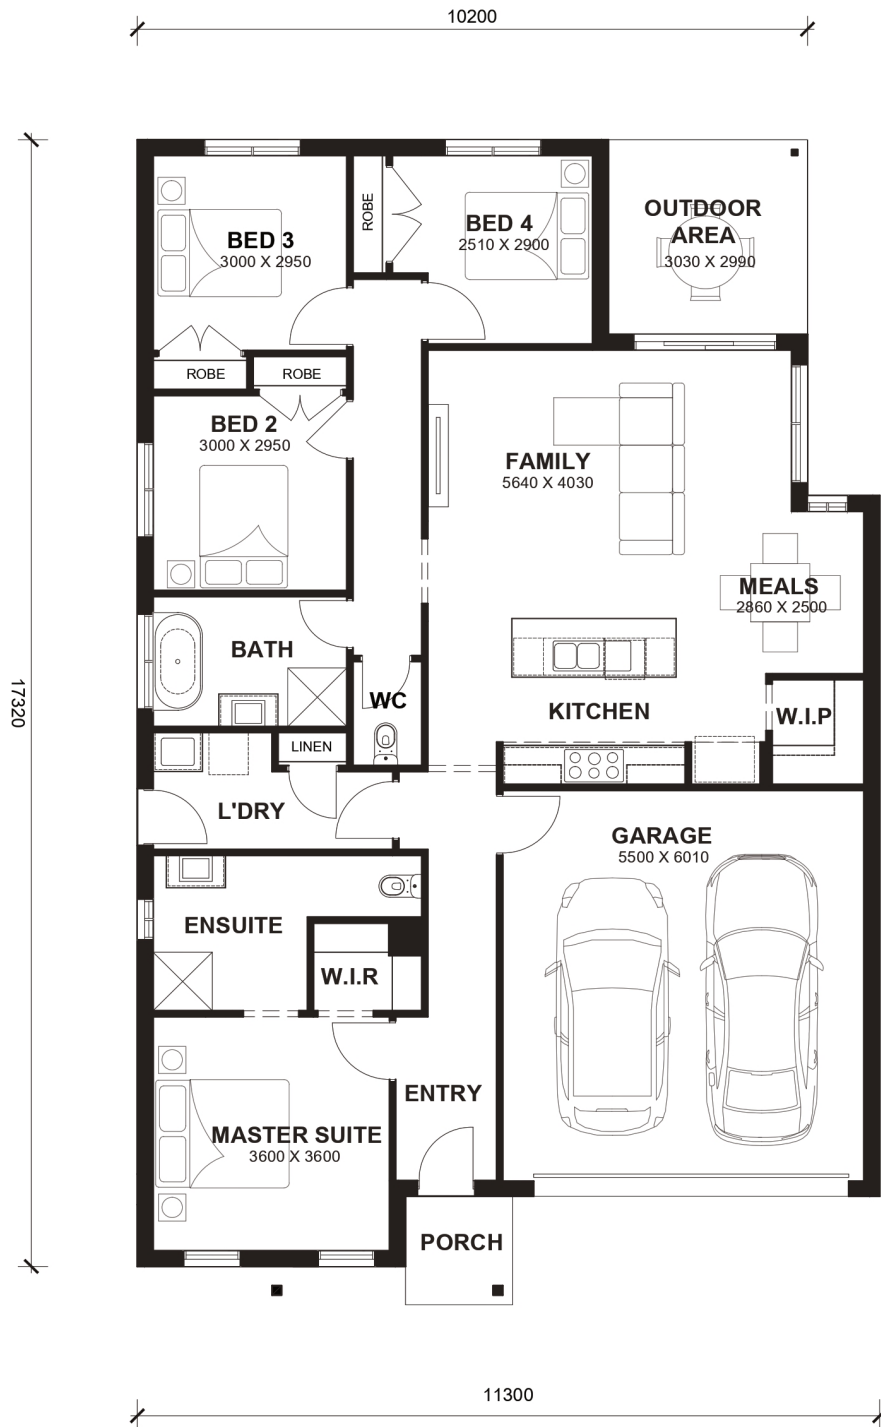 10200
OUTDOOR
AREA
3030 X 2990
ROBE
BED 4
2510 X 2900
BED 3
3000 X 2950
ROBE
ROBE
BED 2
3000 X 2950
FAMILY
5640 X 4030
MEALS
2860 X 2500
BATH
17320
WC
KITCHEN
W.I.P
LINEN
L'DRY
GARAGE
5500 X 6010
ENSUITE
W.I.R
ENTRY
MASTER SUITE
3600 X 3600
PORCH
11300